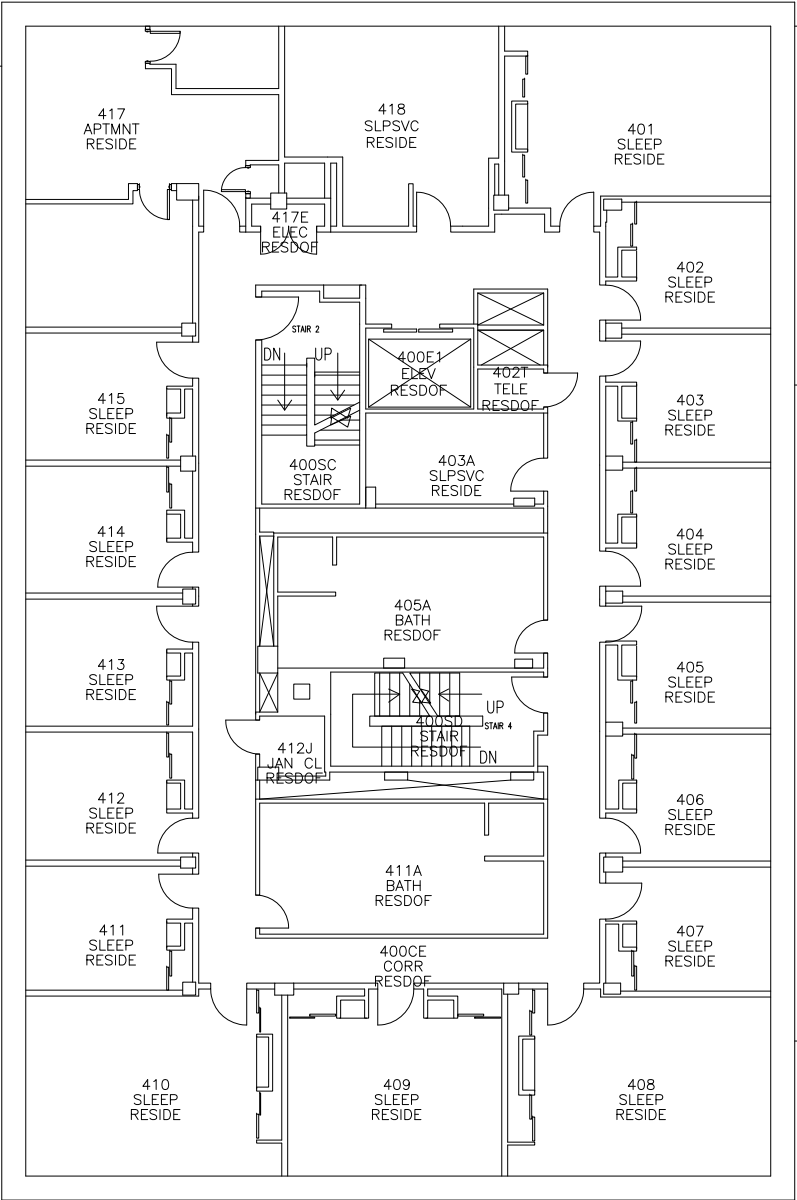 417
APTMNT
RESIDE
418
SLPSVC
RESIDE
401
SLEEP
RESIDE
417E
ELEC
RESDOF
402
SLEEP
RESIDE
STAIR 2
DN
UP
400E1
ELEV
RESDOF
402T
TELE
RESDOF
415
SLEEP
RESIDE
403
SLEEP
RESIDE
400SC
STAIR
RESDOF
403A
SLPSVC
RESIDE
414
SLEEP
RESIDE
404
SLEEP
RESIDE
405A
BATH
RESDOF
413
SLEEP
RESIDE
405
SLEEP
RESIDE
UP
400SD
STAIR
RESDOF
STAIR 4
DN
412J
JAN CL
RESDOF
412
SLEEP
RESIDE
406
SLEEP
RESIDE
411A
BATH
RESDOF
411
SLEEP
RESIDE
407
SLEEP
RESIDE
400CE
CORR
RESDOF
410
SLEEP
RESIDE
409
SLEEP
RESIDE
408
SLEEP
RESIDE